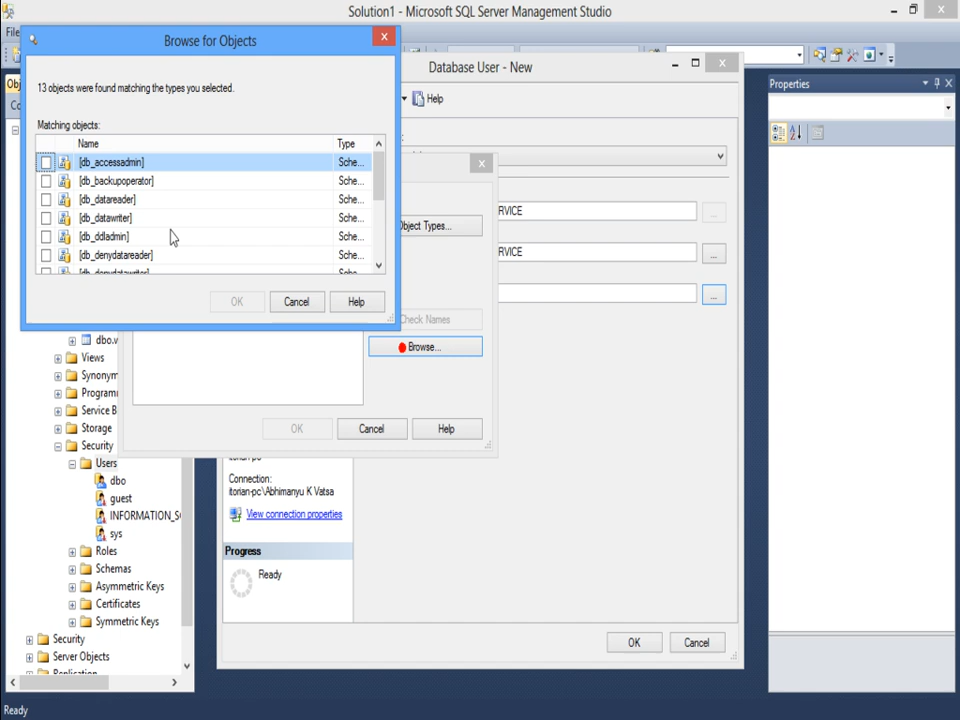 Solution1 - Microsoft SQL Server Management Studio
File
Browse for Objects
13 objects were found matching the types you selected.
Matching objects:
Name Type
[db_accessadmin] Sche...
[db_backupoperator] Sche...
[db_datareader] Sche...
[db_datawriter] Sche...
[db_ddladmin] Sche...
[db_denydatareader] Sche...
[db_denydatawriter]
OK Cancel Help
Database User - New
Help
RVICE
...
RVICE
...
...
Object Types...
Check Names
Browse...
OK Cancel Help
Connection:
itorian-pc\Abhimanyu K Vatsa
View connection properties
Progress
Ready
OK Cancel
Properties
Obj
Co
dbo.v
Views
Synonym
Program
Service B
Storage
Security
Users
dbo
guest
INFORMATION_S
sys
Roles
Schemas
Asymmetric Keys
Certificates
Symmetric Keys
Security
Server Objects
Replication
Ready